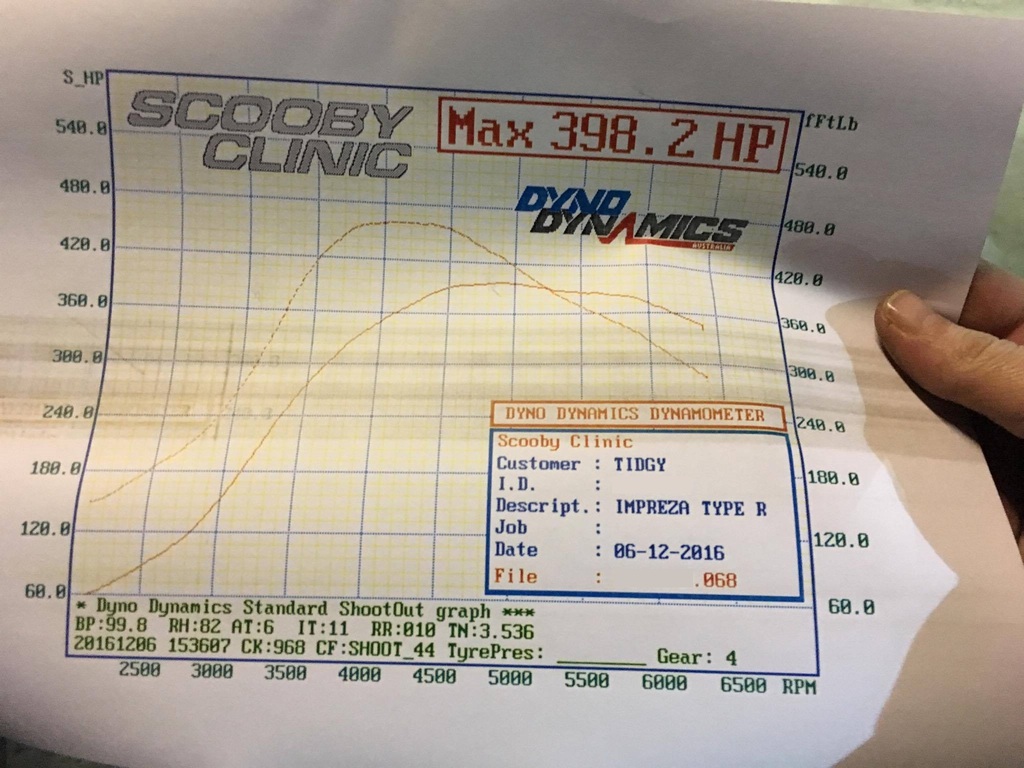 S_HP
SCOOBY
CLINIC
Max 398.2 HP
fFtLb
DYNO
DYNAMICS
AUSTRALIA
540.0
480.0
420.0
360.0
300.0
240.0
180.0
120.0
60.0
540.0
480.0
420.0
360.0
300.0
240.0
180.0
120.0
60.0
DYNO DYNAMICS DYNAMOMETER
Scooby Clinic
Customer : TIDGY
I.D. :
Descript.: IMPREZA TYPE R
Job :
Date : 06-12-2016
File : .068
* Dyno Dynamics Standard ShootOut graph ***
BP:99.8 RH:82 AT:6 IT:11 RR:010 TN:3.536
20161206 153607 CK:968 CF:SHOOT_44 TyrePres: ________ Gear: 4
2500 3000 3500 4000 4500 5000 5500 6000 6500 RPM